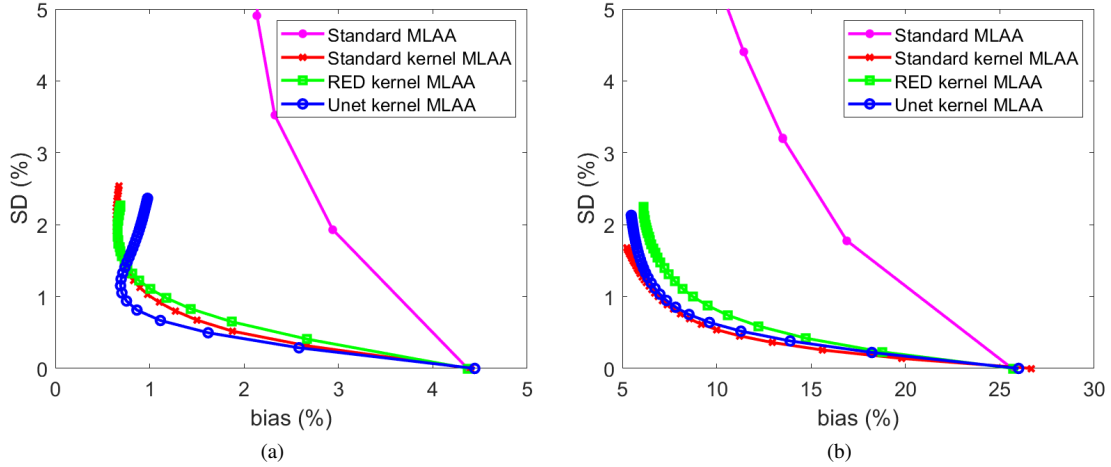 5
4
3
2
1
0
SD (%)
0 1 2 3 4 5
bias (%)
Standard MLAA
Standard kernel MLAA
RED kernel MLAA
Unet kernel MLAA
(a)
5
4
3
2
1
0
SD (%)
5 10 15 20 25 30
bias (%)
Standard MLAA
Standard kernel MLAA
RED kernel MLAA
Unet kernel MLAA
(b)